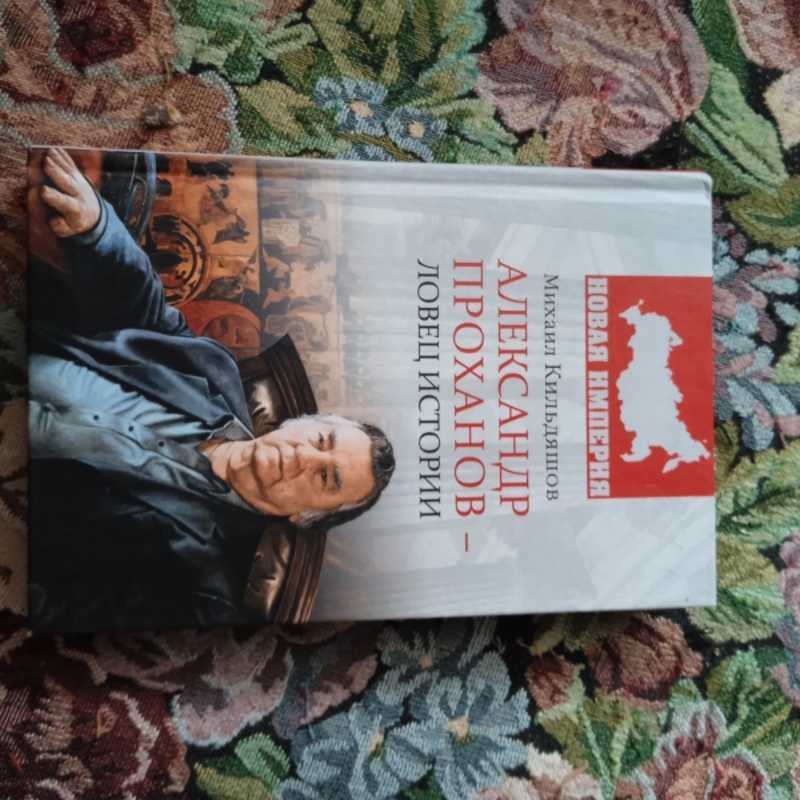 НОВАЯ ИМПЕРИЯ
Михаил Кильдяшов
АЛЕКСАНДР
ПРОХАНОВ –
ЛОВЕЦ ИСТОРИИ